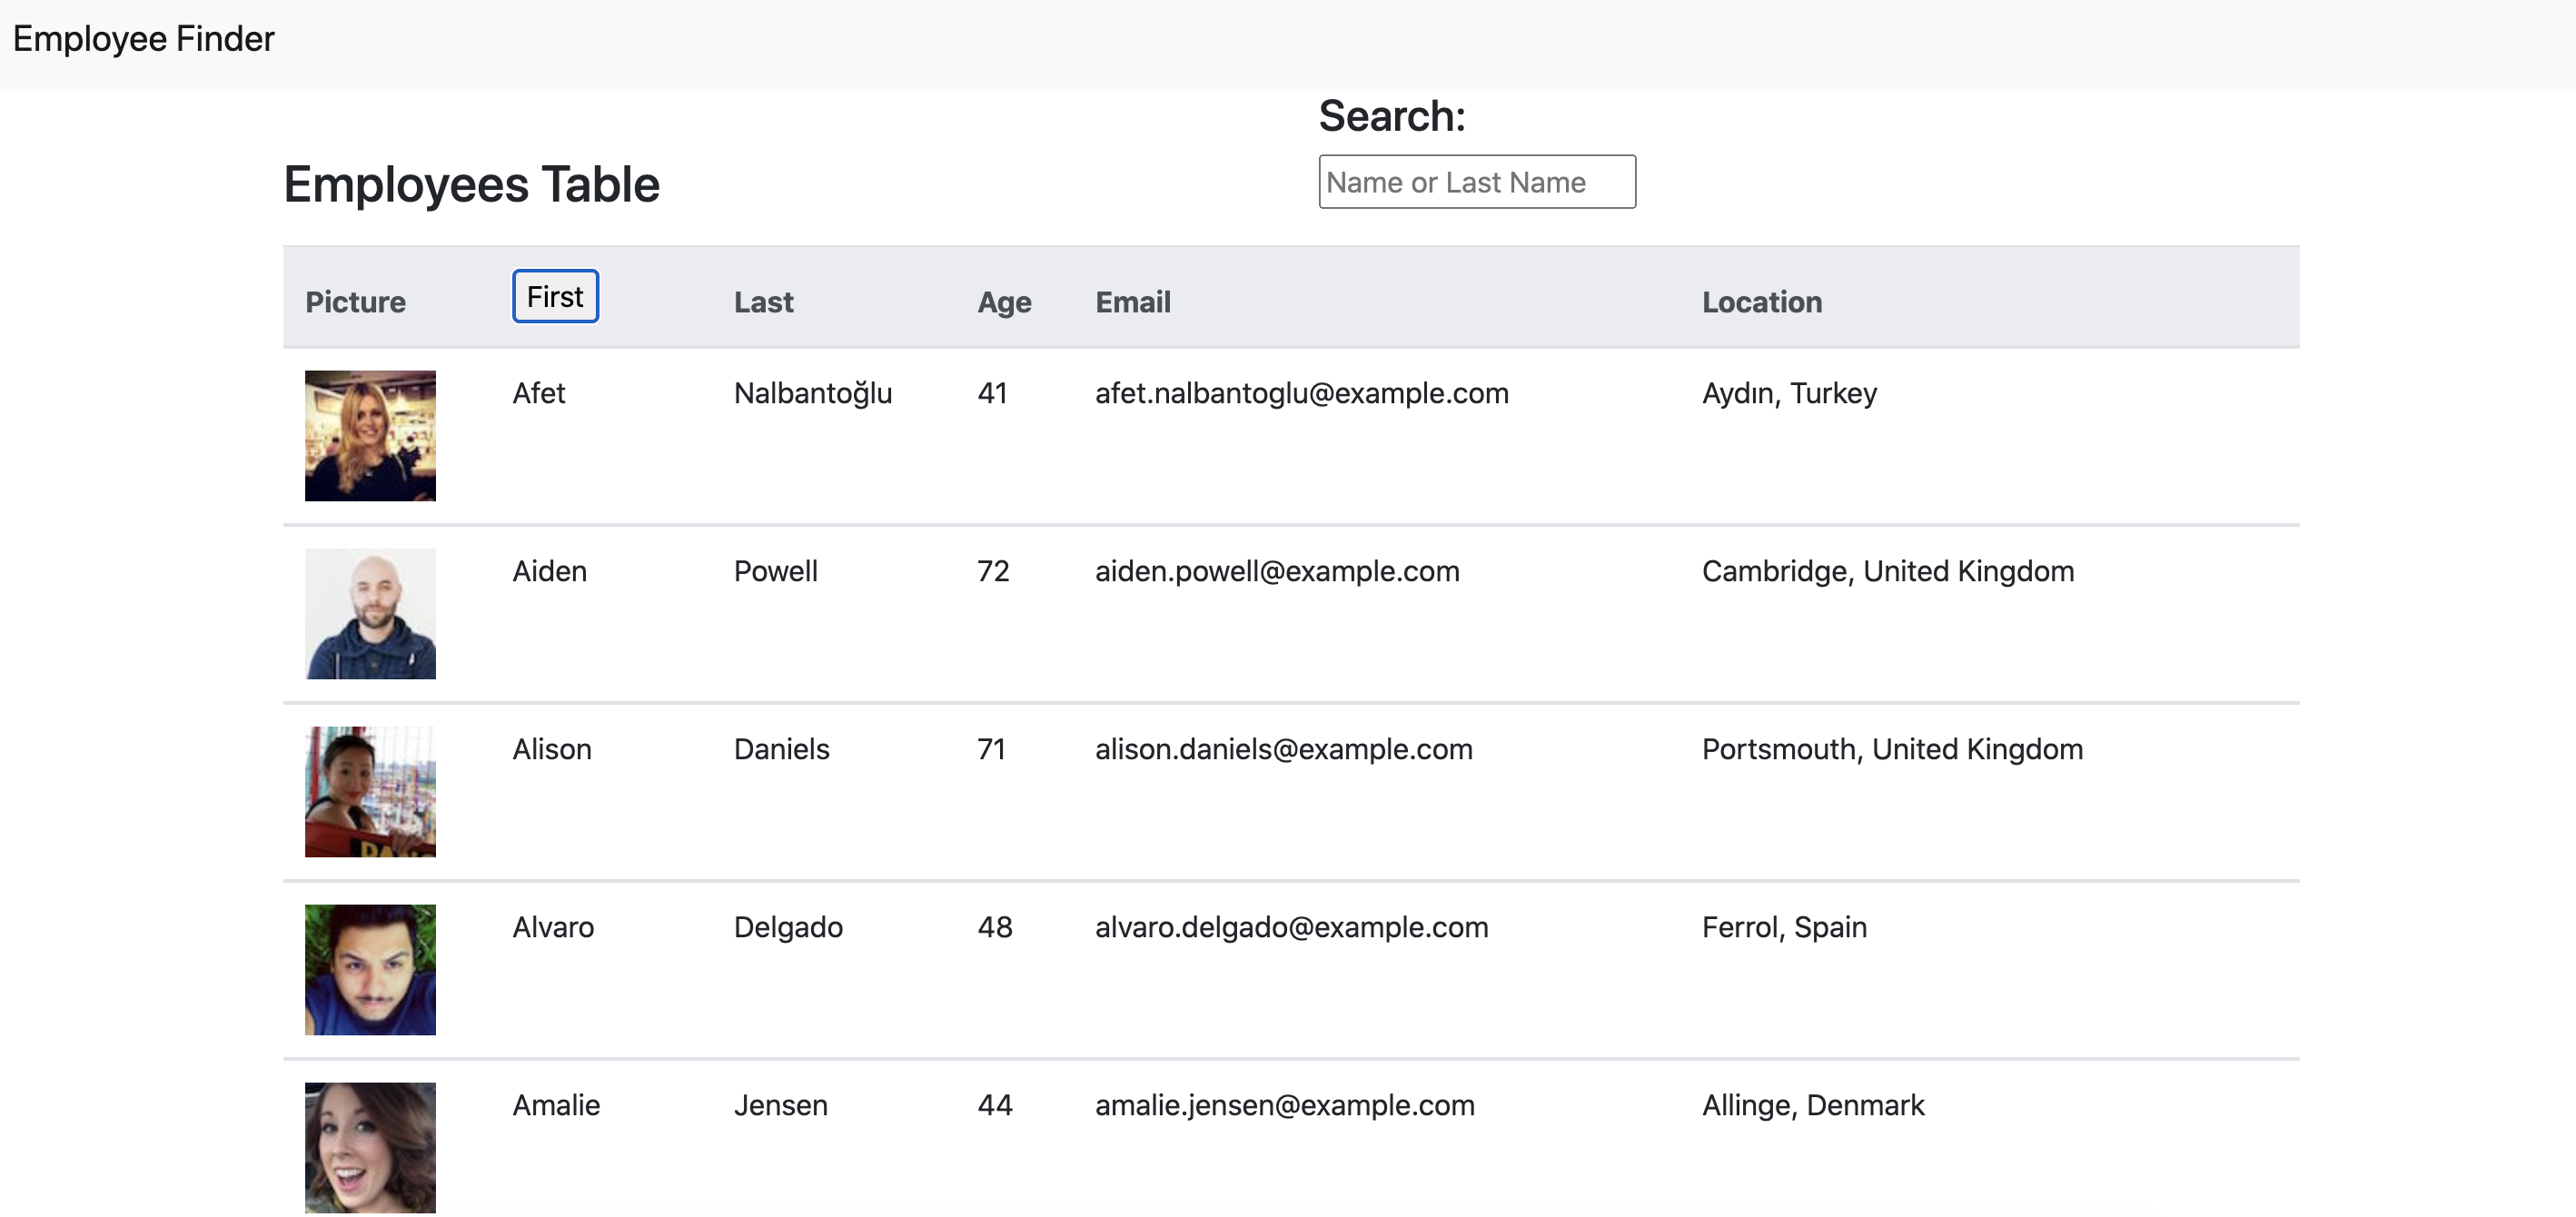 Employee Finder
Search:
Employees Table
Name or Last Name
Picture First Last Age Email Location
Afet Nalbantoğlu 41 afet.nalbantoglu@example.com Aydın, Turkey
Aiden Powell 72 aiden.powell@example.com Cambridge, United Kingdom
Alison Daniels 71 alison.daniels@example.com Portsmouth, United Kingdom
Alvaro Delgado 48 alvaro.delgado@example.com Ferrol, Spain
Amalie Jensen 44 amalie.jensen@example.com Allinge, Denmark